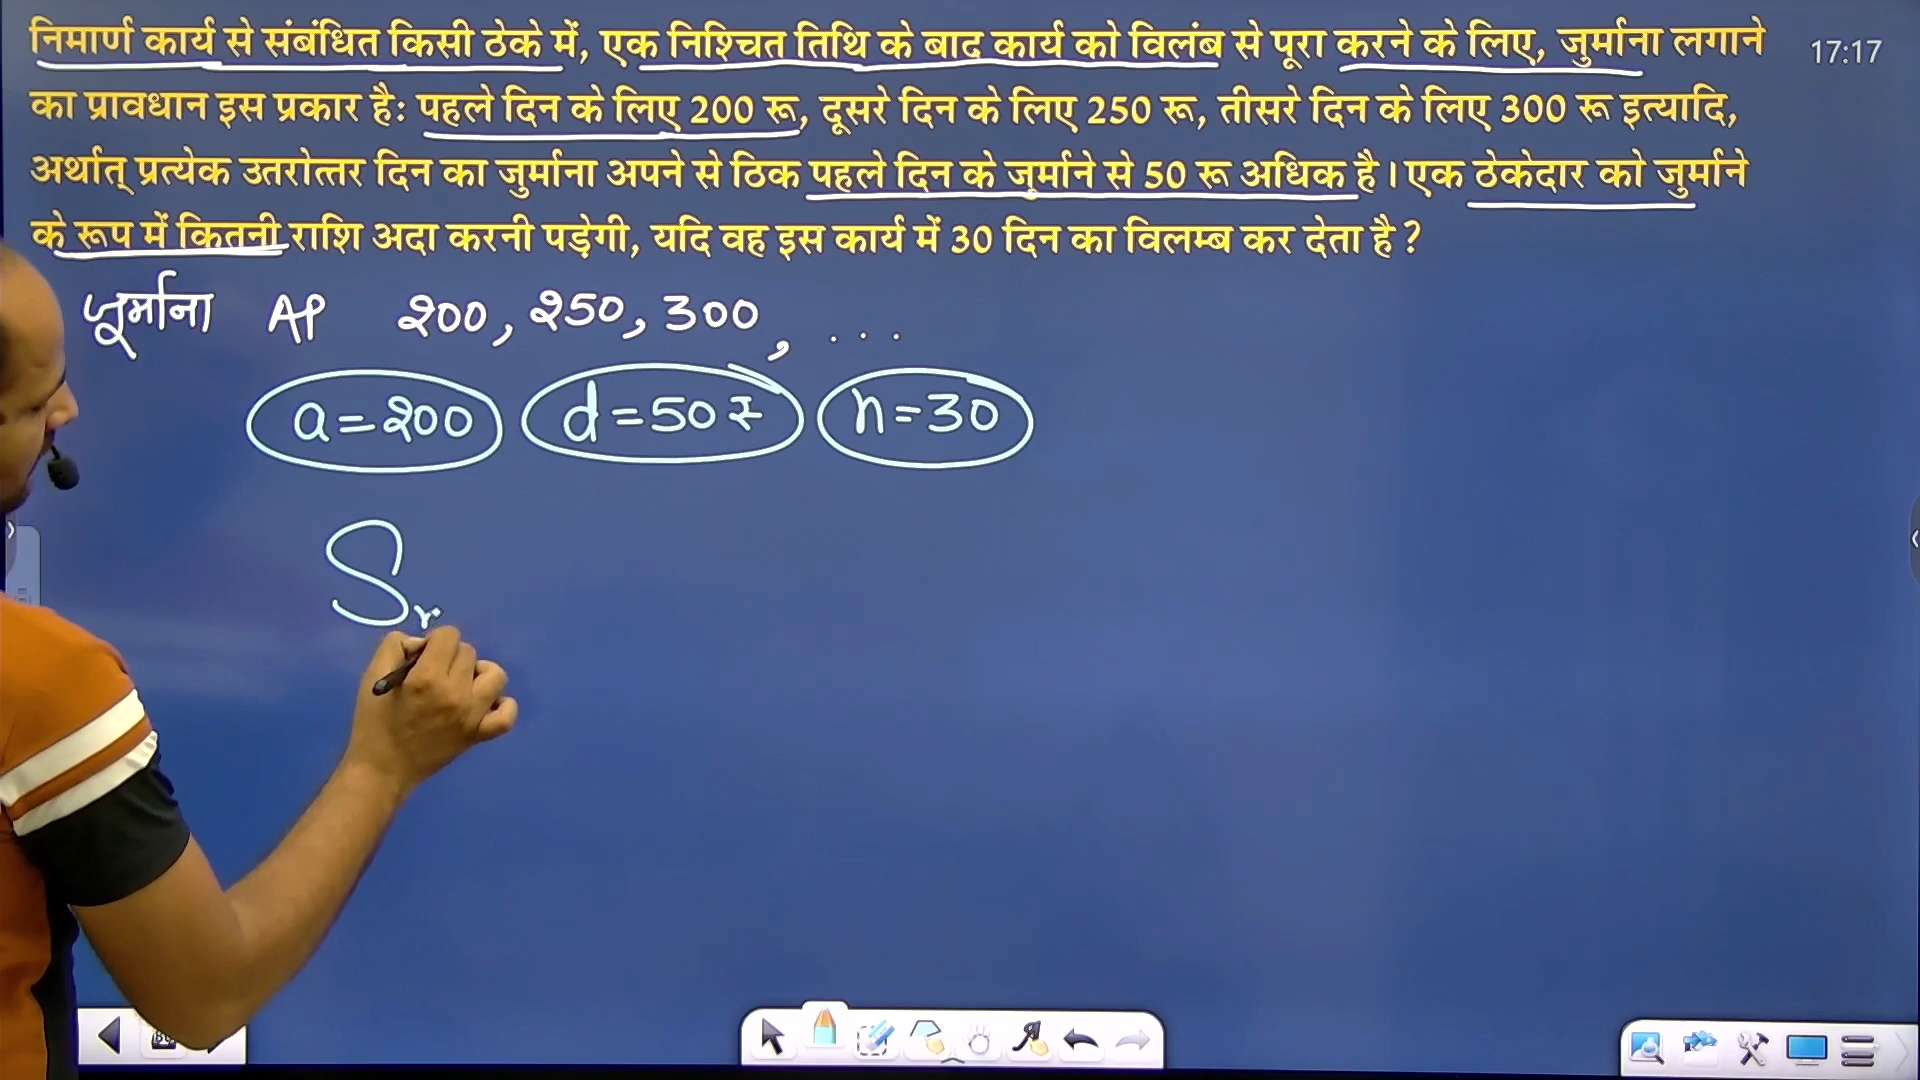 निमार्ण कार्य से संबंधित किसी ठेके में, एक निश्चित तिथि के बाद कार्य को विलंब से पूरा करने के लिए, जुर्माना लगाने
17:17
का प्रावधान इस प्रकार है: पहले दिन के लिए 200 रू, दूसरे दिन के लिए 250 रू, तीसरे दिन के लिए 300 रू इत्यादि,
अर्थात् प्रत्येक उतरोत्तर दिन का जुर्माना अपने से ठिक पहले दिन के जुर्माने से 50 रू अधिक है। एक ठेकेदार को जुर्माने
के रूप में कितनी राशि अदा करनी पड़ेगी, यदि वह इस कार्य में 30 दिन का विलम्ब कर देता है ?
जूर्माना AP 200, 250, 300, ...
a=200 d=50 र n=30
S